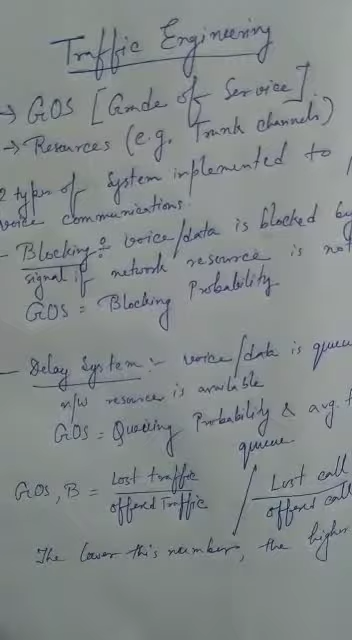 Traffic Engineering
→ GOS [Grade of Service].
→ Resources (e.g. Trunk channels)
2 types of System implemented to
voice communications.
- Blocking :- voice/data is blocked by
signal if network resource is not
GOS = Blocking Probability
- Delay System :- voice/data is queue
n/w resource is available
GOS = Queuing Probability & avg. t
queue
GOS, B = Lost traffic / offered Traffic / Lost call / offered call
The lower this number, the higher